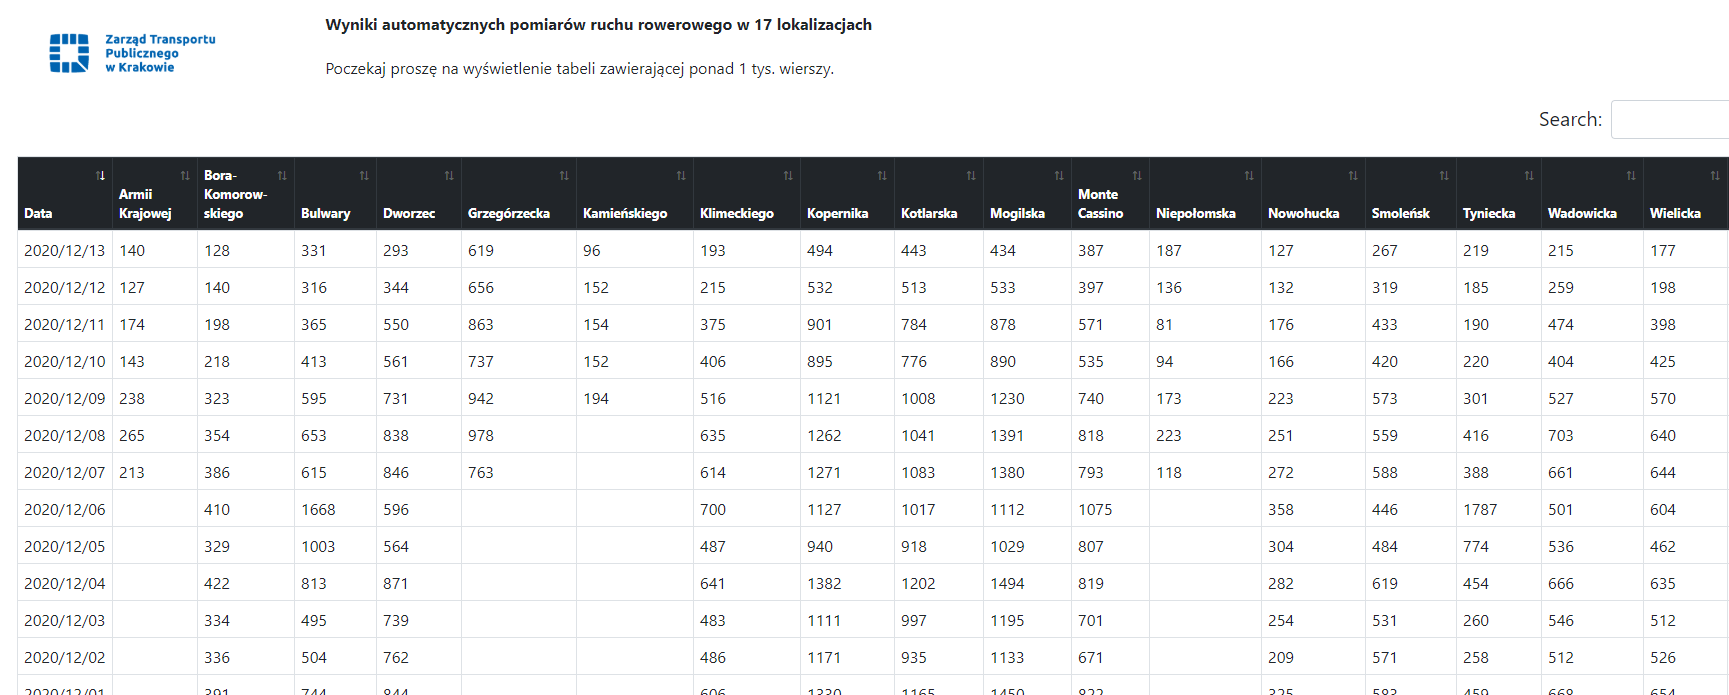 Zarząd Transportu
Publicznego
w Krakowie
Wyniki automatycznych pomiarów ruchu rowerowego w 17 lokalizacjach
Poczekaj proszę na wyświetlenie tabeli zawierającej ponad 1 tys. wierszy.
Search:
Data Armii Krajowej Bora-Komorow-skiego Bulwary Dworzec Grzegórzecka Kamieńskiego Klimeckiego Kopernika Kotlarska Mogilska Monte Cassino Niepołomska Nowohucka Smoleńsk Tyniecka Wadowicka Wielicka
2020/12/13 140 128 331 293 619 96 193 494 443 434 387 187 127 267 219 215 177
2020/12/12 127 140 316 344 656 152 215 532 513 533 397 136 132 319 185 259 198
2020/12/11 174 198 365 550 863 154 375 901 784 878 571 81 176 433 190 474 398
2020/12/10 143 218 413 561 737 152 406 895 776 890 535 94 166 420 220 404 425
2020/12/09 238 323 595 731 942 194 516 1121 1008 1230 740 173 223 573 301 527 570
2020/12/08 265 354 653 838 978 635 1262 1041 1391 818 223 251 559 416 703 640
2020/12/07 213 386 615 846 763 614 1271 1083 1380 793 118 272 588 388 661 644
2020/12/06 410 1668 596 700 1127 1017 1112 1075 358 446 1787 501 604
2020/12/05 329 1003 564 487 940 918 1029 807 304 484 774 536 462
2020/12/04 422 813 871 641 1382 1202 1494 819 282 619 454 666 635
2020/12/03 334 495 739 483 1111 997 1195 701 254 531 260 546 512
2020/12/02 336 504 762 486 1171 935 1133 671 209 571 258 512 526
2020/12/01 391 744 844 606 1330 1165 1450 822 325 583 459 668 654